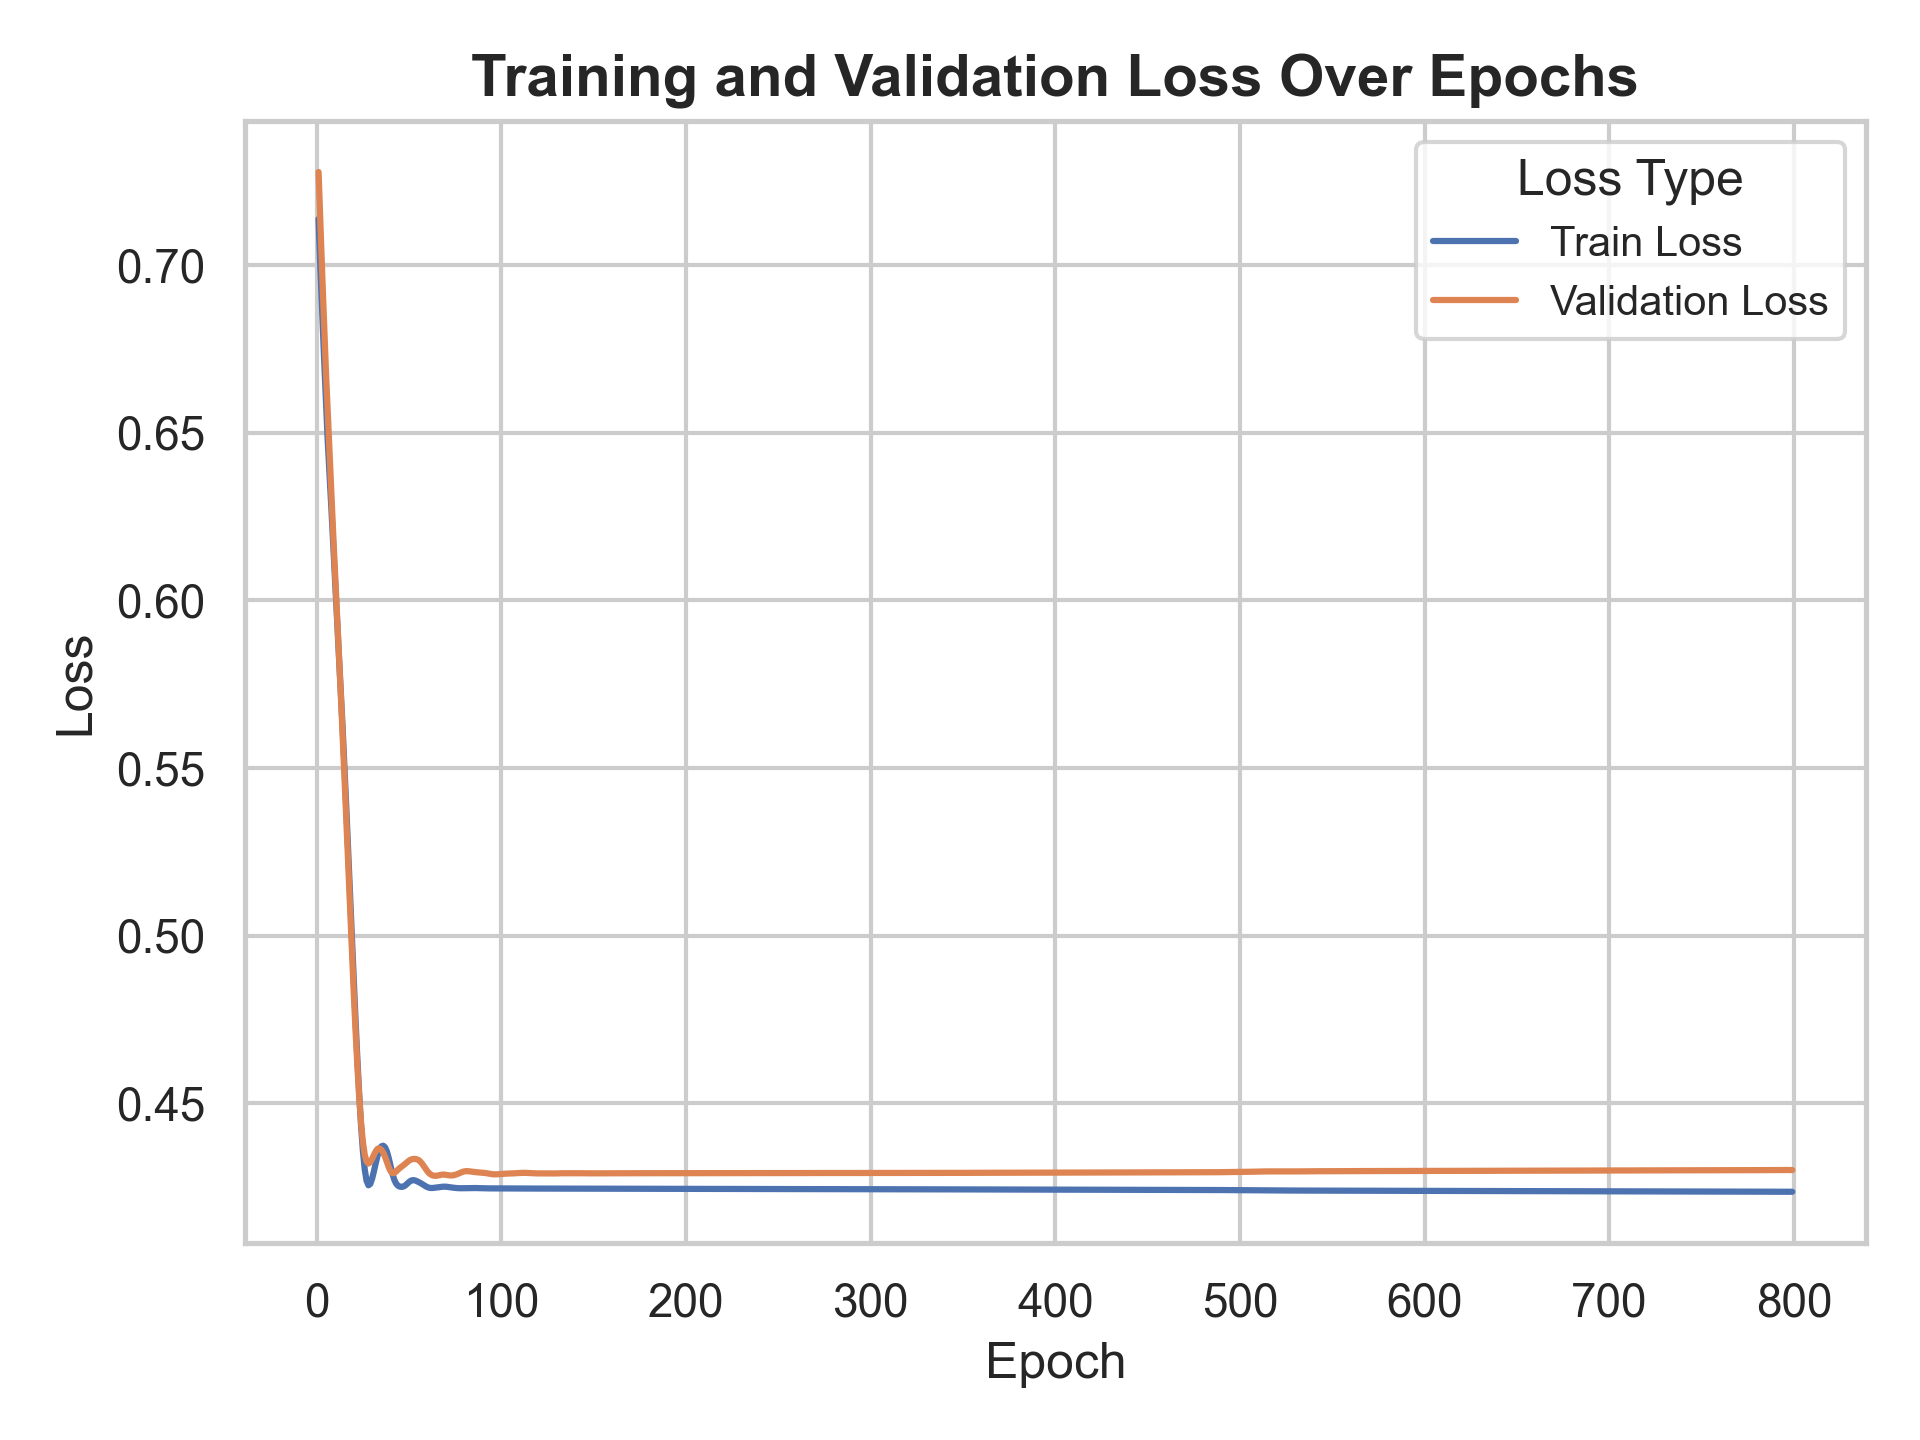 Training and Validation Loss Over Epochs
Loss Type
Train Loss
Validation Loss
0.70
0.65
0.60
0.55
0.50
0.45
Loss
0 100 200 300 400 500 600 700 800
Epoch